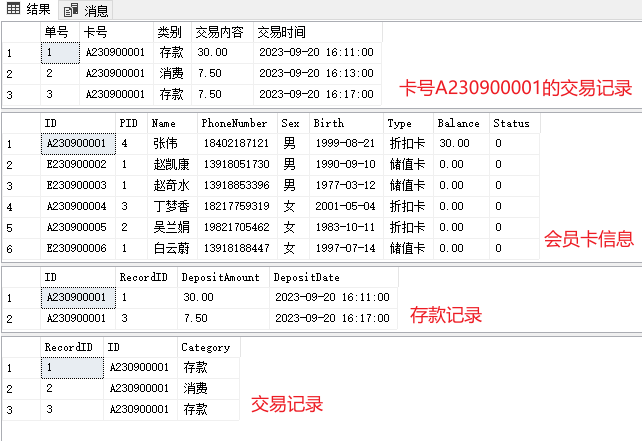 结果 消息
单号 卡号 类别 交易内容 交易时间
1 1 A230900001 存款 30.00 2023-09-20 16:11:00
2 2 A230900001 消费 7.50 2023-09-20 16:13:00
3 3 A230900001 存款 7.50 2023-09-20 16:17:00
卡号A230900001的交易记录
ID PID Name PhoneNumber Sex Birth Type Balance Status
1 A230900001 4 张伟 18402187121 男 1999-08-21 折扣卡 30.00 0
2 E230900002 1 赵凯康 13918051730 男 1990-09-10 储值卡 0.00 0
3 E230900003 1 赵奇水 13918853396 男 1977-03-12 储值卡 0.00 0
4 A230900004 3 丁梦香 18217759319 女 2001-05-04 折扣卡 0.00 0
5 A230900005 2 吴兰娟 19821705462 女 1983-10-11 折扣卡 0.00 0
6 E230900006 1 白云蔚 13918188447 女 1997-07-14 储值卡 0.00 0
会员卡信息
ID RecordID DepositAmount DepositDate
1 A230900001 1 30.00 2023-09-20 16:11:00
2 A230900001 3 7.50 2023-09-20 16:17:00
存款记录
RecordID ID Category
1 1 A230900001 存款
2 2 A230900001 消费
3 3 A230900001 存款
交易记录